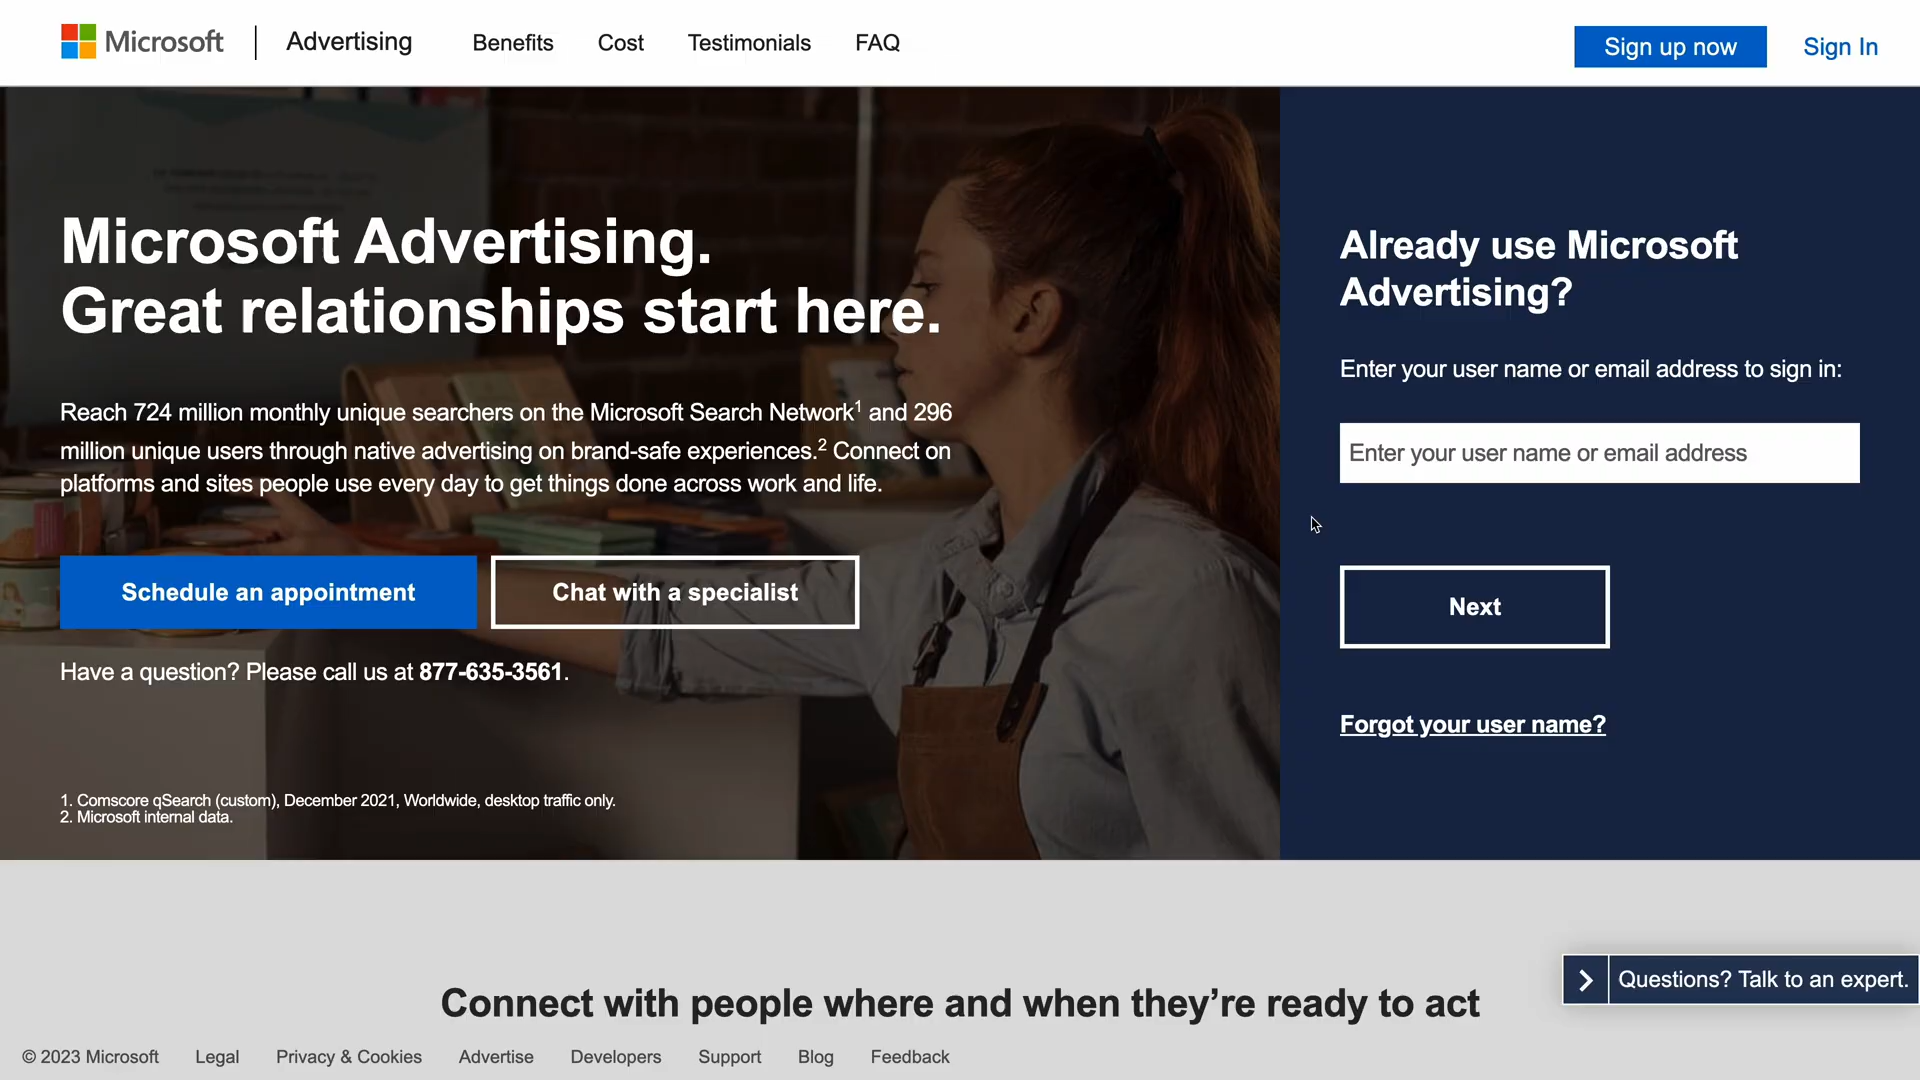 Microsoft
Advertising
Benefits
Cost
Testimonials
FAQ
Sign up now
Sign In
Microsoft Advertising.
Great relationships start here.
Reach 724 million monthly unique searchers on the Microsoft Search Network1 and 296
million unique users through native advertising on brand-safe experiences.2 Connect on
platforms and sites people use every day to get things done across work and life.
Schedule an appointment
Chat with a specialist
Have a question? Please call us at 877-635-3561.
1. Comscore qSearch (custom), December 2021, Worldwide, desktop traffic only.
2. Microsoft internal data.
Already use Microsoft
Advertising?
Enter your user name or email address to sign in:
Enter your user name or email address
Next
Forgot your user name?
Connect with people where and when they’re ready to act
Questions? Talk to an expert.
© 2023 Microsoft
Legal
Privacy & Cookies
Advertise
Developers
Support
Blog
Feedback